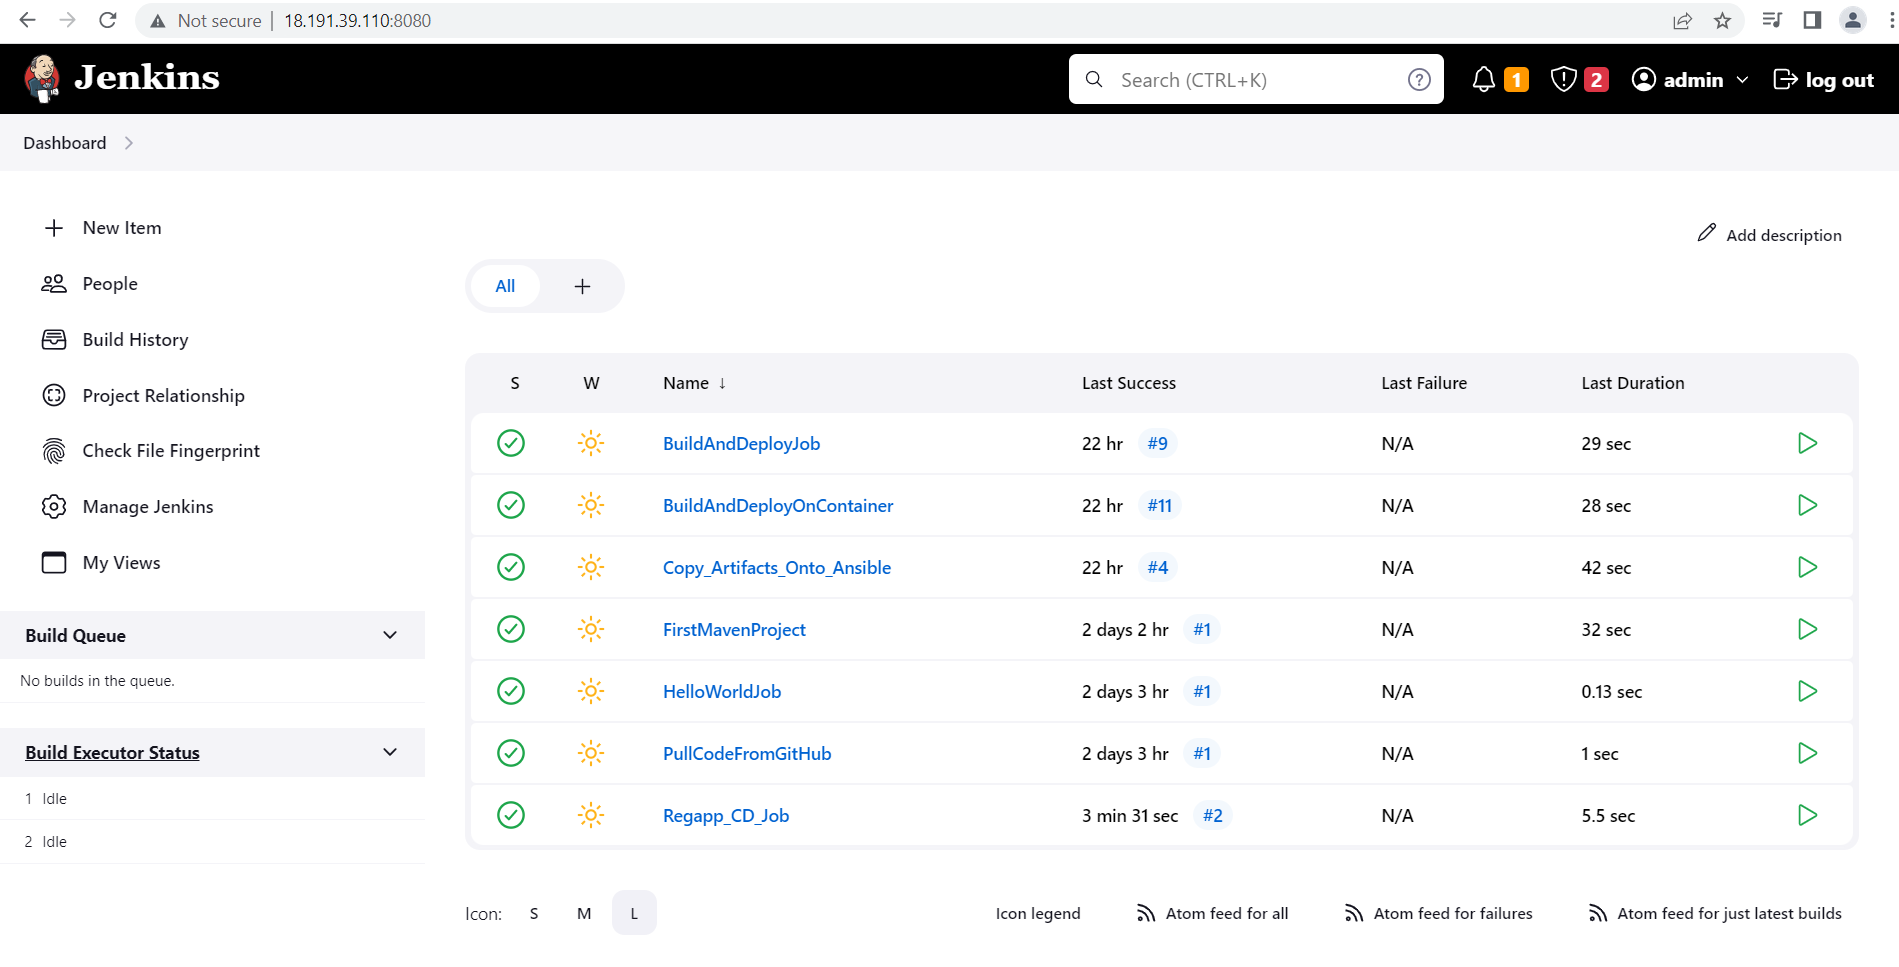 Not secure | 18.191.39.110:8080
Jenkins
Search (CTRL+K)
?
1
2
admin
log out
Dashboard
New Item
People
Build History
Project Relationship
Check File Fingerprint
Manage Jenkins
My Views
Build Queue
No builds in the queue.
Build Executor Status
1 Idle
2 Idle
Add description
All +
S W Name ↓ Last Success Last Failure Last Duration
BuildAndDeployJob 22 hr #9 N/A 29 sec
BuildAndDeployOnContainer 22 hr #11 N/A 28 sec
Copy_Artifacts_Onto_Ansible 22 hr #4 N/A 42 sec
FirstMavenProject 2 days 2 hr #1 N/A 32 sec
HelloWorldJob 2 days 3 hr #1 N/A 0.13 sec
PullCodeFromGitHub 2 days 3 hr #1 N/A 1 sec
Regapp_CD_Job 3 min 31 sec #2 N/A 5.5 sec
Icon: S M L
Icon legend
Atom feed for all
Atom feed for failures
Atom feed for just latest builds